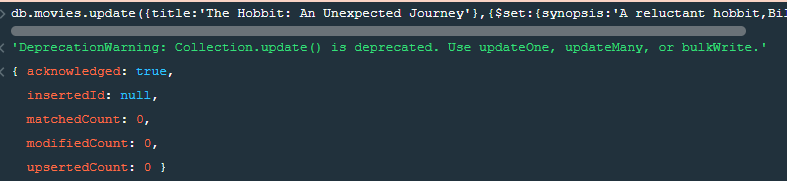 db.movies.update({title:'The Hobbit: An Unexpected Journey'},{$set:{synopsis:'A reluctant hobbit,Bil
'DeprecationWarning: Collection.update() is deprecated. Use updateOne, updateMany, or bulkWrite.'
{ acknowledged: true,
insertedId: null,
matchedCount: 0,
modifiedCount: 0,
upsertedCount: 0 }